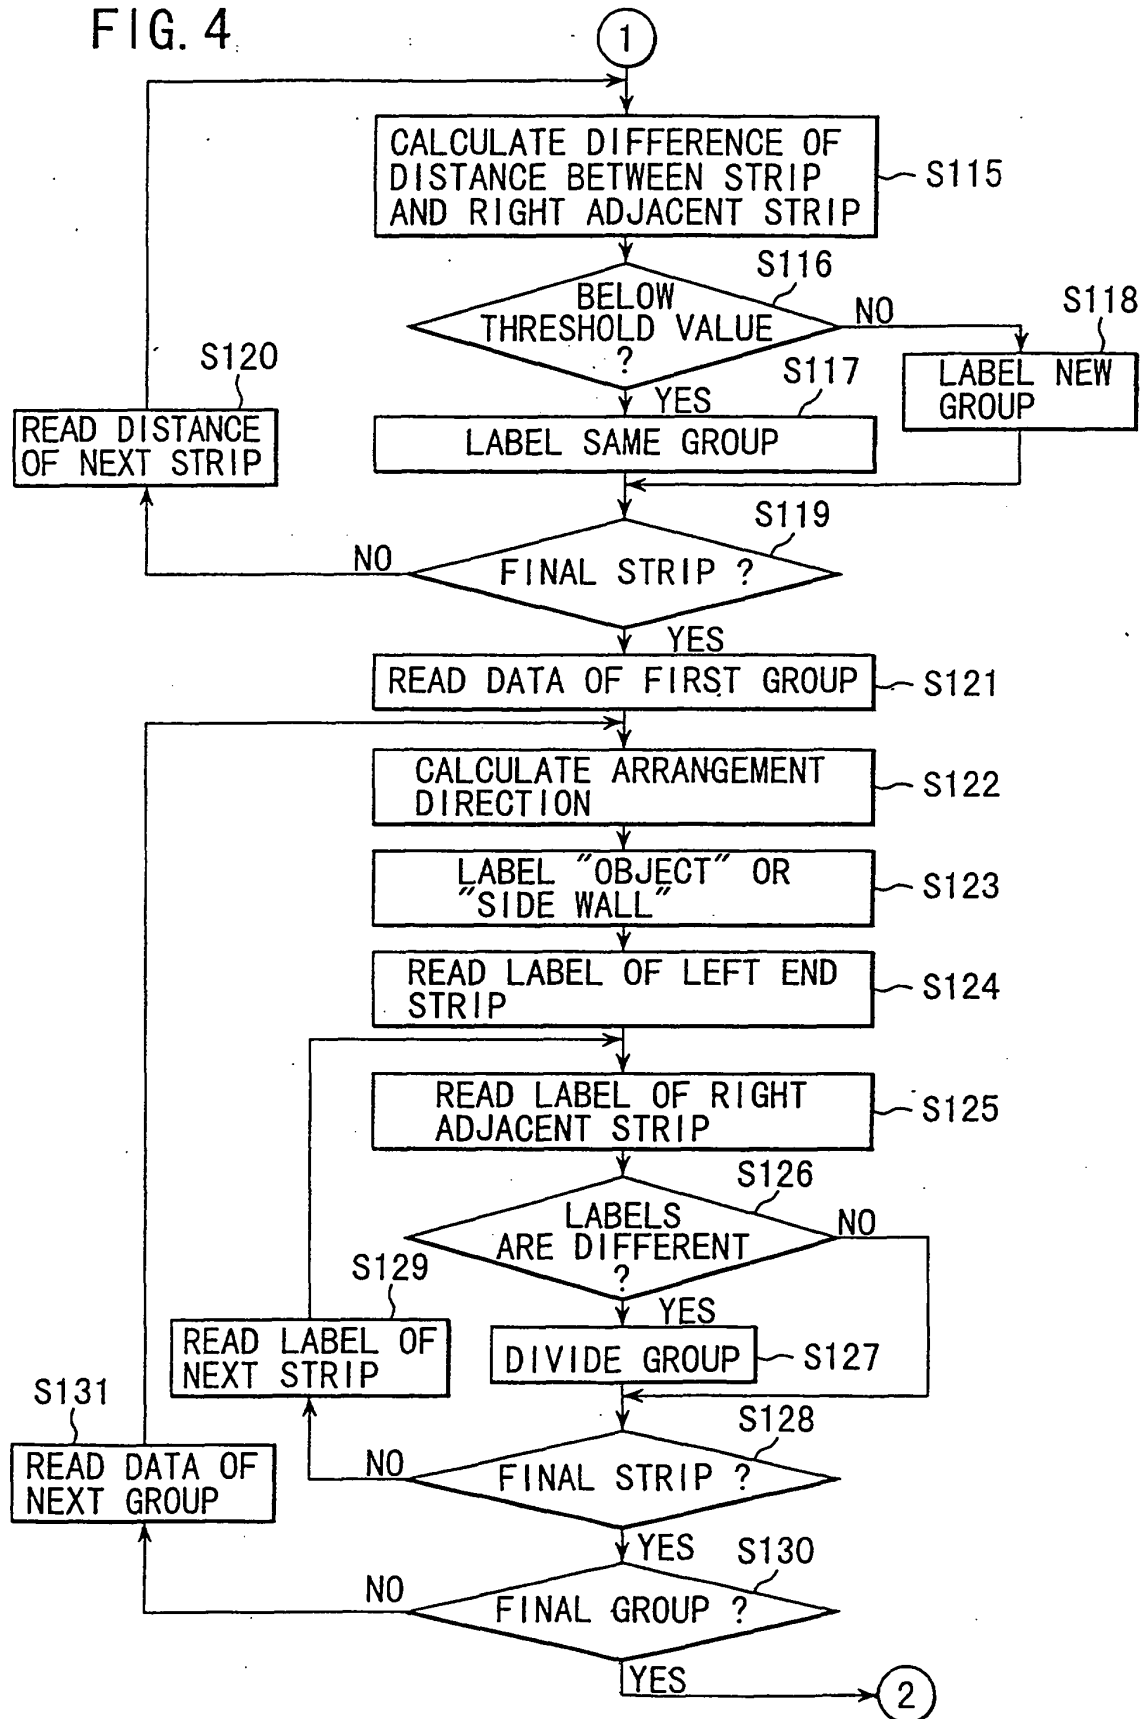 FIG. 4
1
CALCULATE DIFFERENCE OF
DISTANCE BETWEEN STRIP
AND RIGHT ADJACENT STRIP
S115
S116
BELOW
THRESHOLD VALUE
?
NO
S118
LABEL NEW
GROUP
S120
READ DISTANCE
OF NEXT STRIP
YES
S117
LABEL SAME GROUP
S119
FINAL STRIP ?
NO
YES
READ DATA OF FIRST GROUP
S121
CALCULATE ARRANGEMENT
DIRECTION
S122
LABEL "OBJECT" OR
"SIDE WALL"
S123
READ LABEL OF LEFT END
STRIP
S124
READ LABEL OF RIGHT
ADJACENT STRIP
S125
S126
LABELS
ARE DIFFERENT
?
NO
S129
READ LABEL OF
NEXT STRIP
YES
DIVIDE GROUP
S127
S131
READ DATA OF
NEXT GROUP
S128
FINAL STRIP ?
NO
YES
S130
FINAL GROUP ?
NO
YES
2